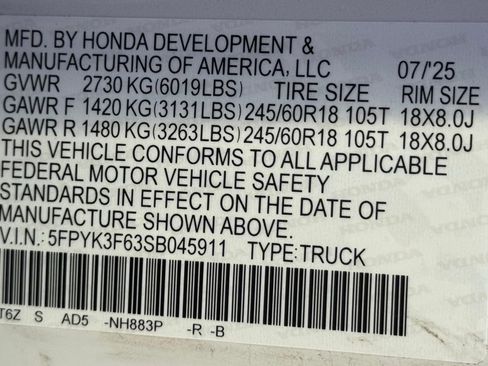 MFD. BY HONDA DEVELOPMENT &
MANUFACTURING OF AMERICA, LLC 07/'25
GVWR 2730 KG(6019LBS) TIRE SIZE RIM SIZE
GAWR F 1420 KG(3131LBS) 245/60R18 105T 18X8.0J
GAWR R 1480 KG(3263LBS) 245/60R18 105T 18X8.0J
THIS VEHICLE CONFORMS TO ALL APPLICABLE
FEDERAL MOTOR VEHICLE SAFETY
STANDARDS IN EFFECT ON THE DATE OF
MANUFACTURE SHOWN ABOVE.
V.I.N.: 5FPYK3F63SB045911 TYPE: TRUCK
T6Z S AD5 -NH883P -R -B